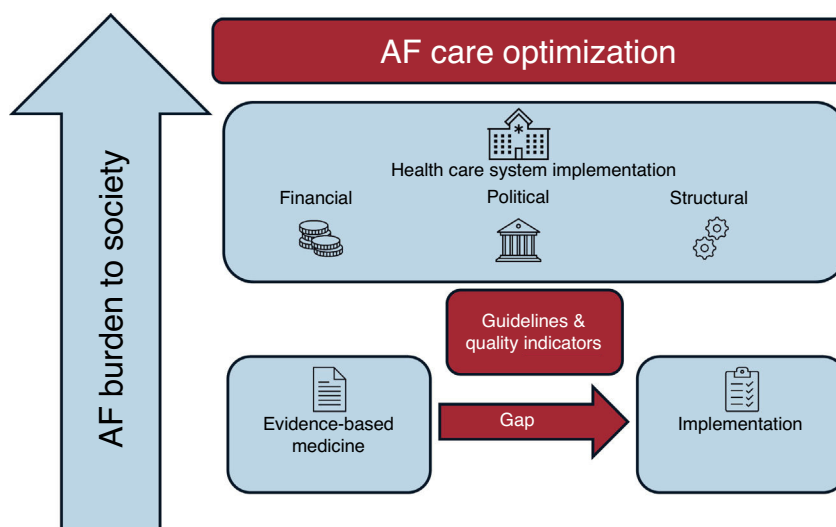 AF care optimization
AF burden to society
Health care system implementation
Financial
Political
Structural
Guidelines &
quality indicators
Evidence-based
medicine
Gap
Implementation